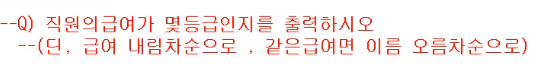 --Q) 직원의급여가 몇등급인지를 출력하시오
--(딘, 급여 내림차순으로 , 같은급여면 이름 오름차순으로)